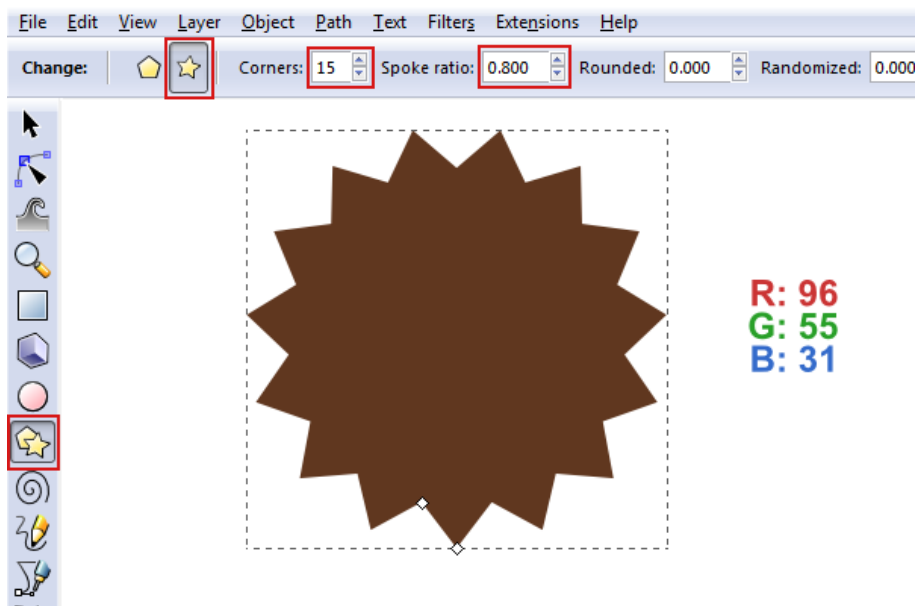 File Edit View Layer Object Path Text Filters Extensions Help
Change: Corners: 15 Spoke ratio: 0.800 Rounded: 0.000 Randomized: 0.000
R: 96
G: 55
B: 31